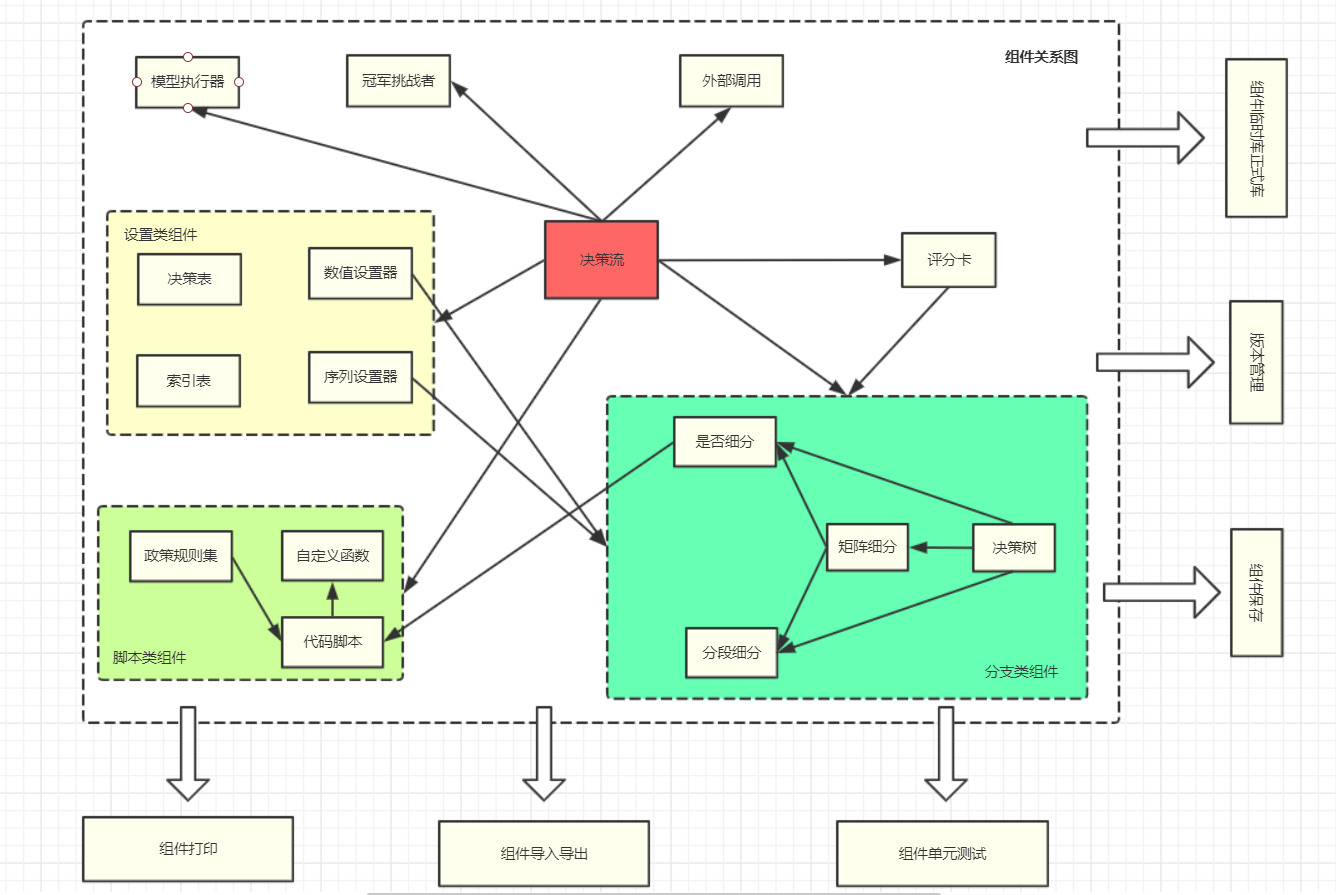 组件关系图
模型执行器
冠军挑战者
外部调用
组件临时库正式库
设置类组件
决策表
数值设置器
决策流
评分卡
索引表
序列设置器
版本管理
是否细分
政策规则集
自定义函数
矩阵细分
决策树
代码脚本
脚本类组件
分段细分
分支类组件
组件保存
组件打印
组件导入导出
组件单元测试